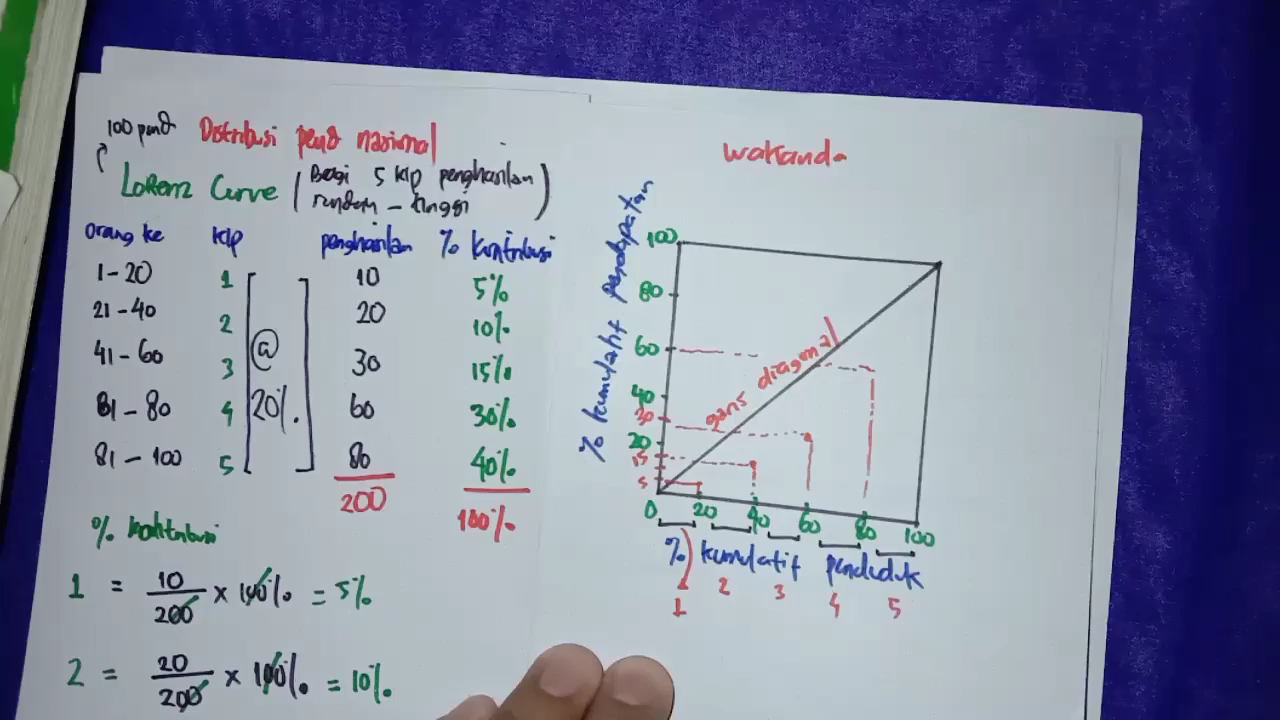 100 pend Distribusi pend nasional
Lorenz Curve (Bagi 5 klp penghasilan
rendah - tinggi)
orang ke klp penghasilan % kontribusi
1-20 1 10 5%
21-40 2 20 10%
41-60 3 30 15%
61-80 4 60 30%
81-100 5 80 40%
@
20%.
200 100%
% kontribusi
1 = 10/200 x 100% = 5%
2 = 20/200 x 100% = 10%
Wakanda
% kumulatif pendapatan
100
80
60
40
30
20
15
5
garis diagonal
0 20 40 60 80 100
% kumulatif penduduk
1 2 3 4 5